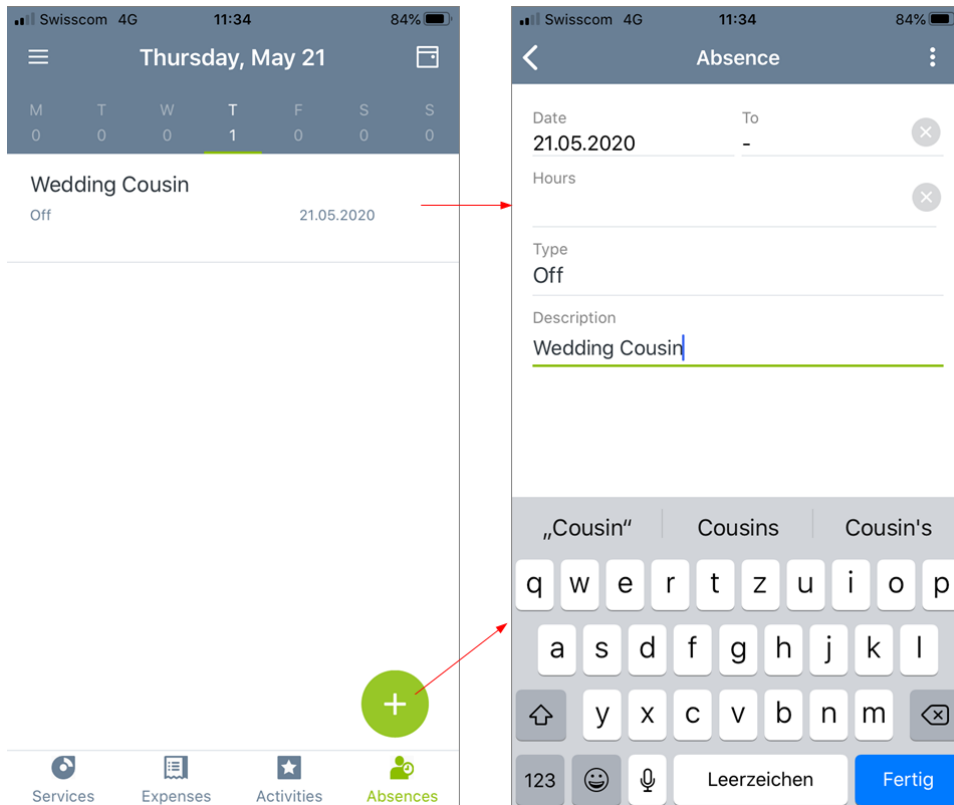 Swisscom 4G 11:34 84%
Thursday, May 21
M T W T F S S
0 0 0 1 0 0 0
Wedding Cousin
Off 21.05.2020
Services Expenses Activities Absences
Swisscom 4G 11:34 84%
Absence
Date To
21.05.2020 -
Hours
Type
Off
Description
Wedding Cousin
„Cousin“ Cousins Cousin's
q w e r t z u i o p
a s d f g h j k l
y x c v b n m
123 Leerzeichen Fertig